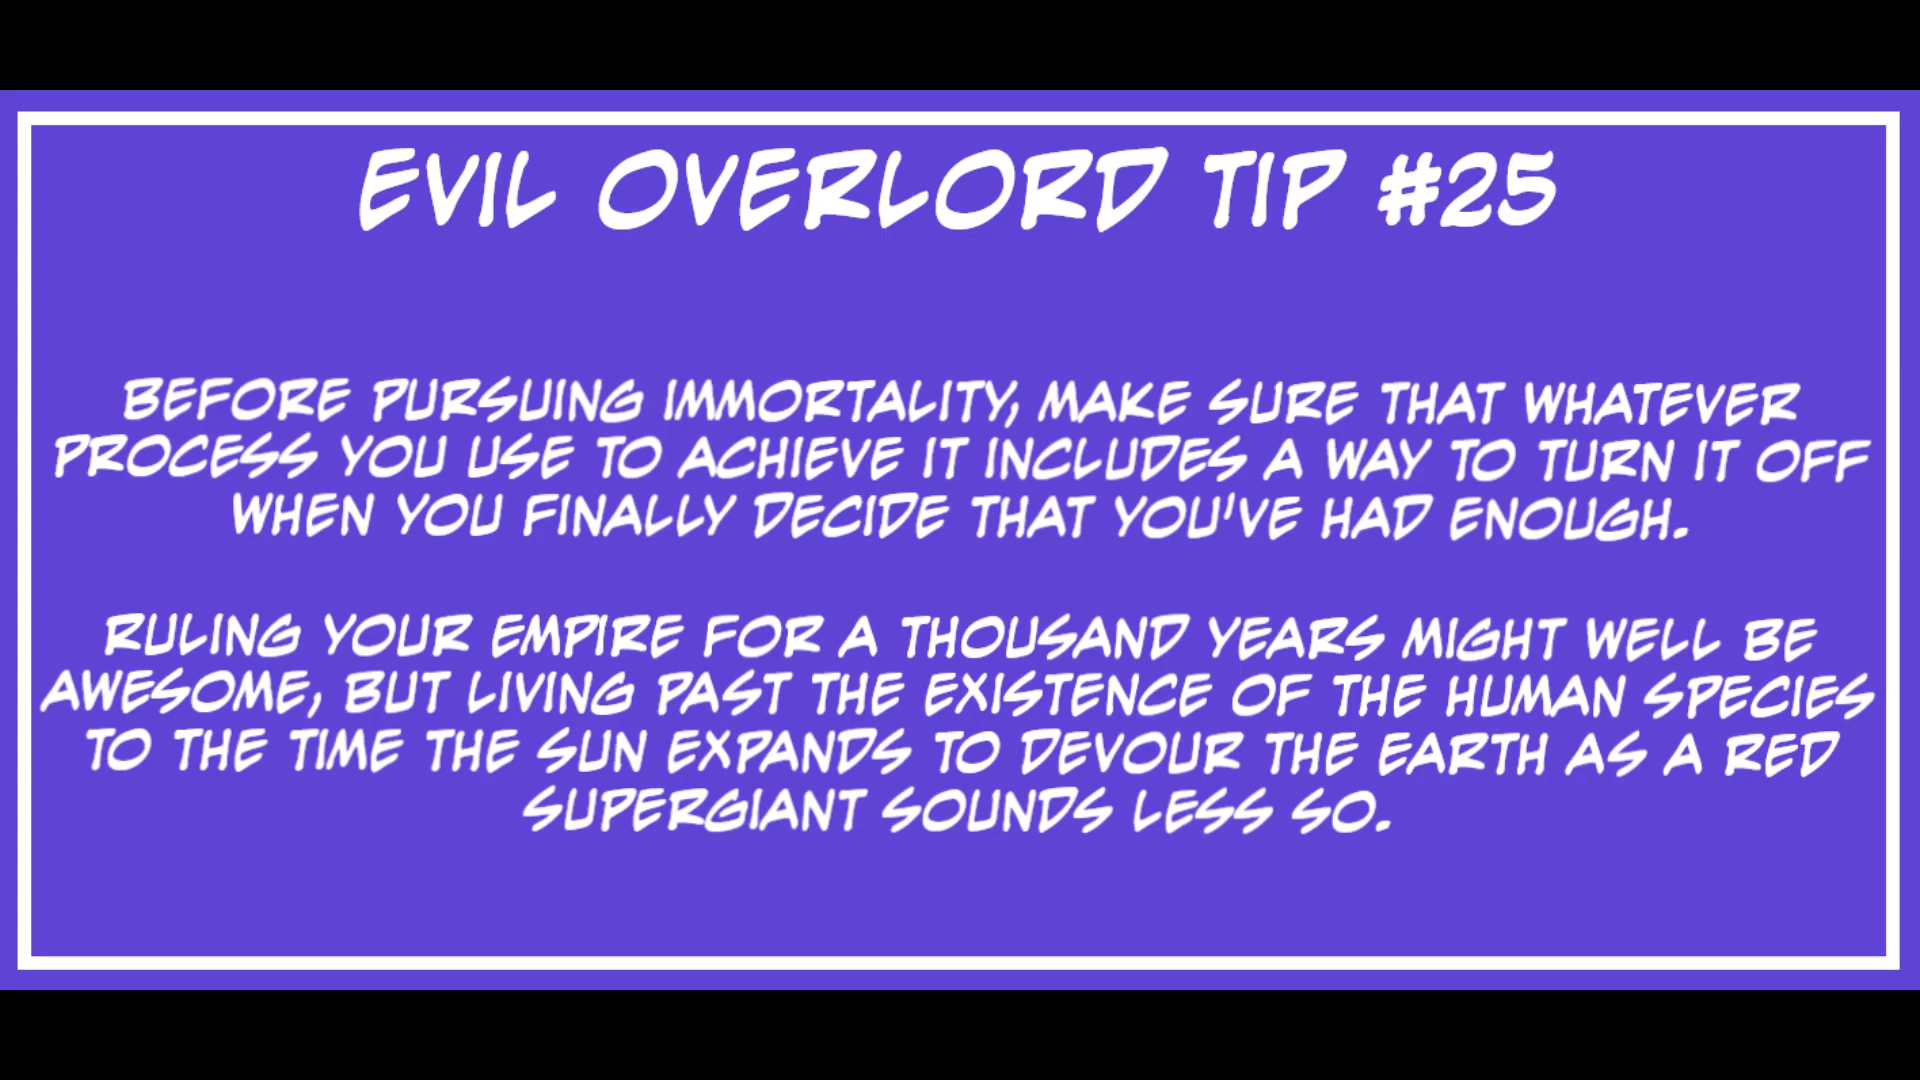 EVIL OVERLORD TIP #25
BEFORE PURSUING IMMORTALITY, MAKE SURE THAT WHATEVER
PROCESS YOU USE TO ACHIEVE IT INCLUDES A WAY TO TURN IT OFF
WHEN YOU FINALLY DECIDE THAT YOU'VE HAD ENOUGH.
RULING YOUR EMPIRE FOR A THOUSAND YEARS MIGHT WELL BE
AWESOME, BUT LIVING PAST THE EXISTENCE OF THE HUMAN SPECIES
TO THE TIME THE SUN EXPANDS TO DEVOUR THE EARTH AS A RED
SUPERGIANT SOUNDS LESS SO.